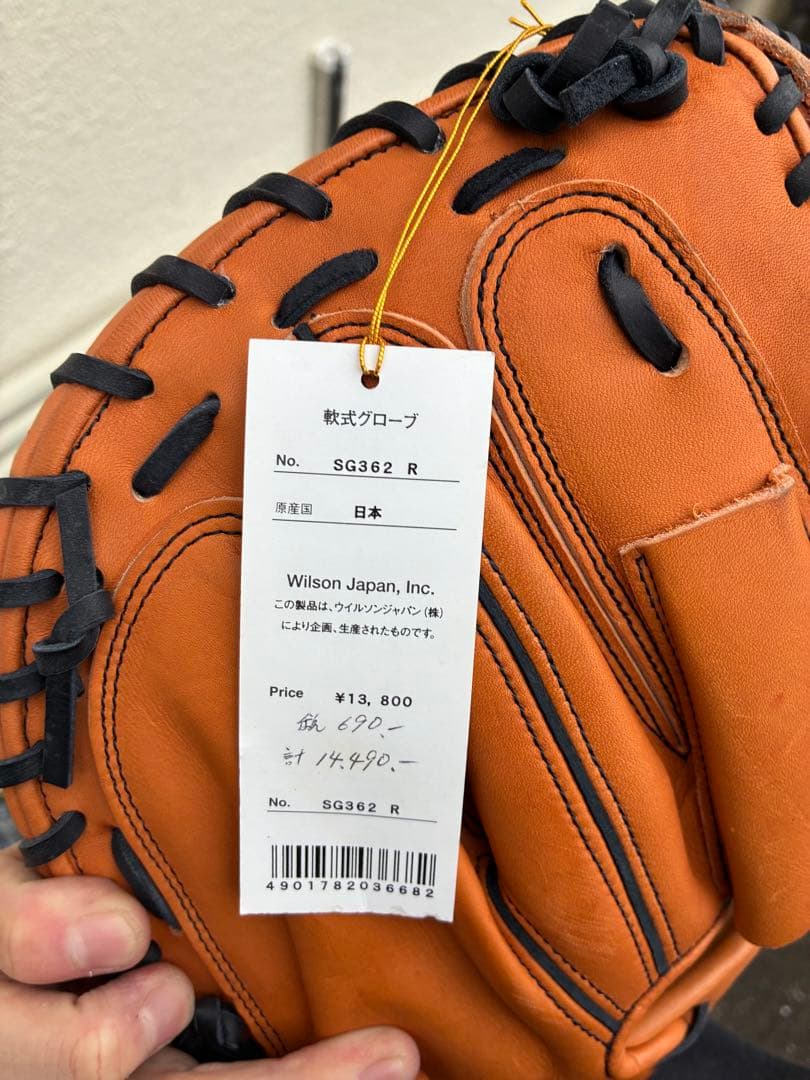 軟式グローブ
No. SG362 R
原産国 日本
Wilson Japan, Inc.
この製品は、ウイルソンジャパン(株)
により企画、生産されたものです。
Price ¥13, 800
税 690.-
計 14.490.-
No. SG362 R
4901782036682